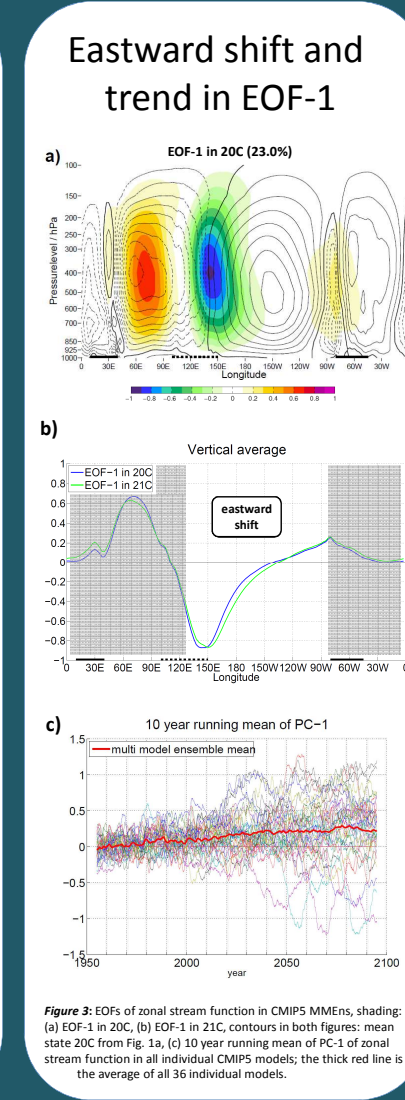 Eastward shift and
trend in EOF-1
a)
EOF-1 in 20C (23.0%)
100
150
200
250
300
400
500
600
700
850
925
1000
Pressurelevel / hPa
0 30E 60E 90E 120E 150E 180 150W 120W 90W 60W 30W
Longitude
−1 −0.8 −0.6 −0.4 −0.2 0 0.2 0.4 0.6 0.8 1
b)
Vertical average
EOF−1 in 20C
EOF−1 in 21C
eastward
shift
1
0.8
0.6
0.4
0.2
0
−0.2
−0.4
−0.6
−0.8
−1
0 30E 60E 90E 120E 150E 180 150W 120W 90W 60W 30W 0
Longitude
c)
10 year running mean of PC−1
multi model ensemble mean
1.5
1
0.5
0
−0.5
−1
−1.5
1950 2000 2050 2100
year
Figure 3: EOFs of zonal stream function in CMIP5 MMEns, shading:
(a) EOF-1 in 20C, (b) EOF-1 in 21C, contours in both figures: mean
state 20C from Fig. 1a, (c) 10 year running mean of PC-1 of zonal
stream function in all individual CMIP5 models; the thick red line is
the average of all 36 individual models.